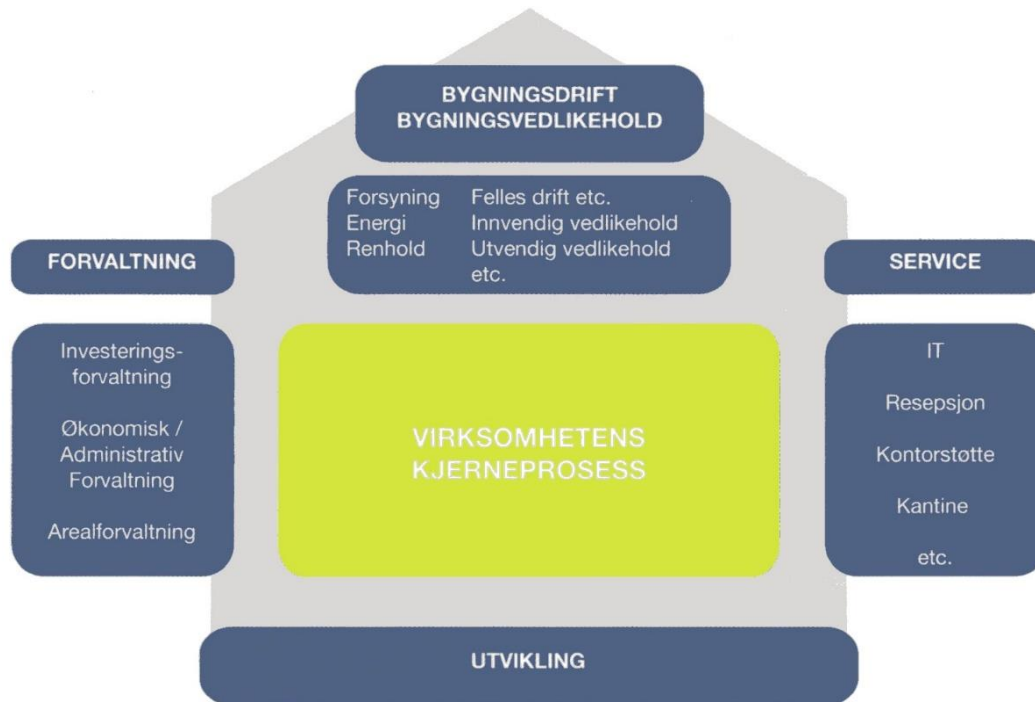 BYGNINGSDRIFT
BYGNINGSVEDLIKEHOLD
Forsyning Felles drift etc.
Energi Innvendig vedlikehold
Renhold Utvendig vedlikehold
etc.
FORVALTNING
Investerings-
forvaltning
Økonomisk /
Administrativ
Forvaltning
Arealforvaltning
VIRKSOMHETENS
KJERNEPROSESS
SERVICE
IT
Resepsjon
Kontorstøtte
Kantine
etc.
UTVIKLING